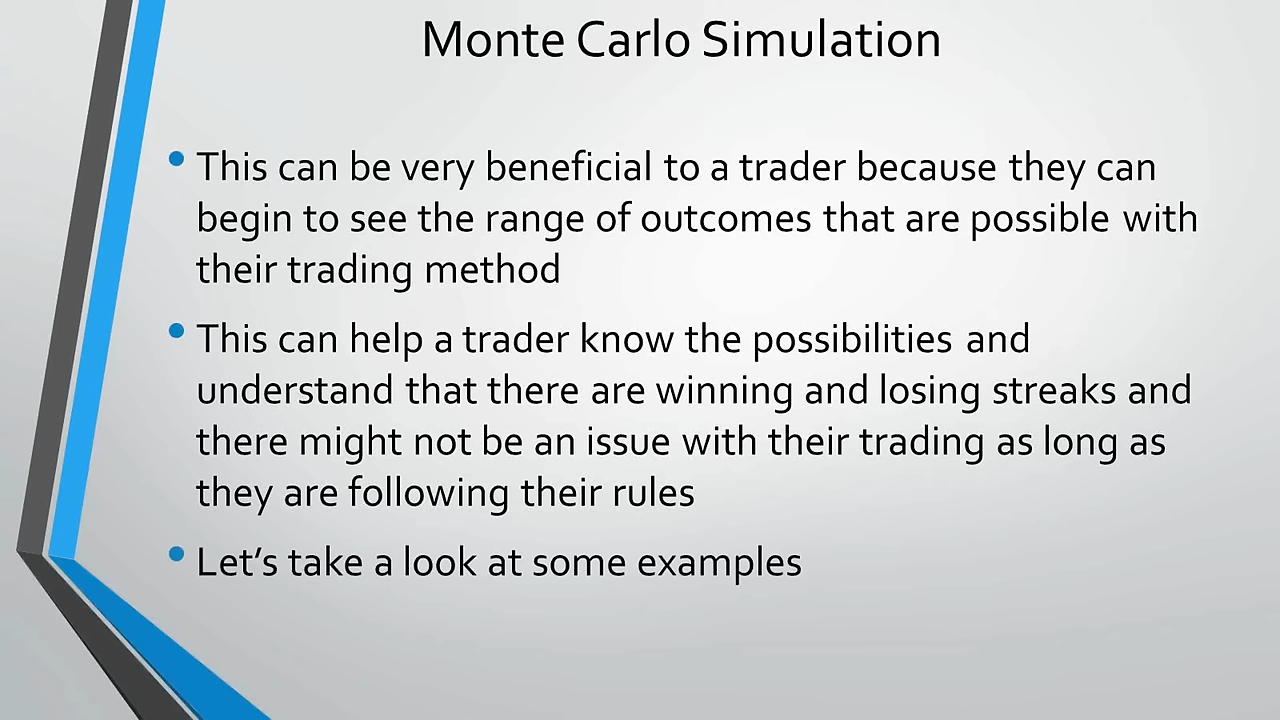 Monte Carlo Simulation
• This can be very beneficial to a trader because they can
begin to see the range of outcomes that are possible with
their trading method
• This can help a trader know the possibilities and
understand that there are winning and losing streaks and
there might not be an issue with their trading as long as
they are following their rules
• Let’s take a look at some examples